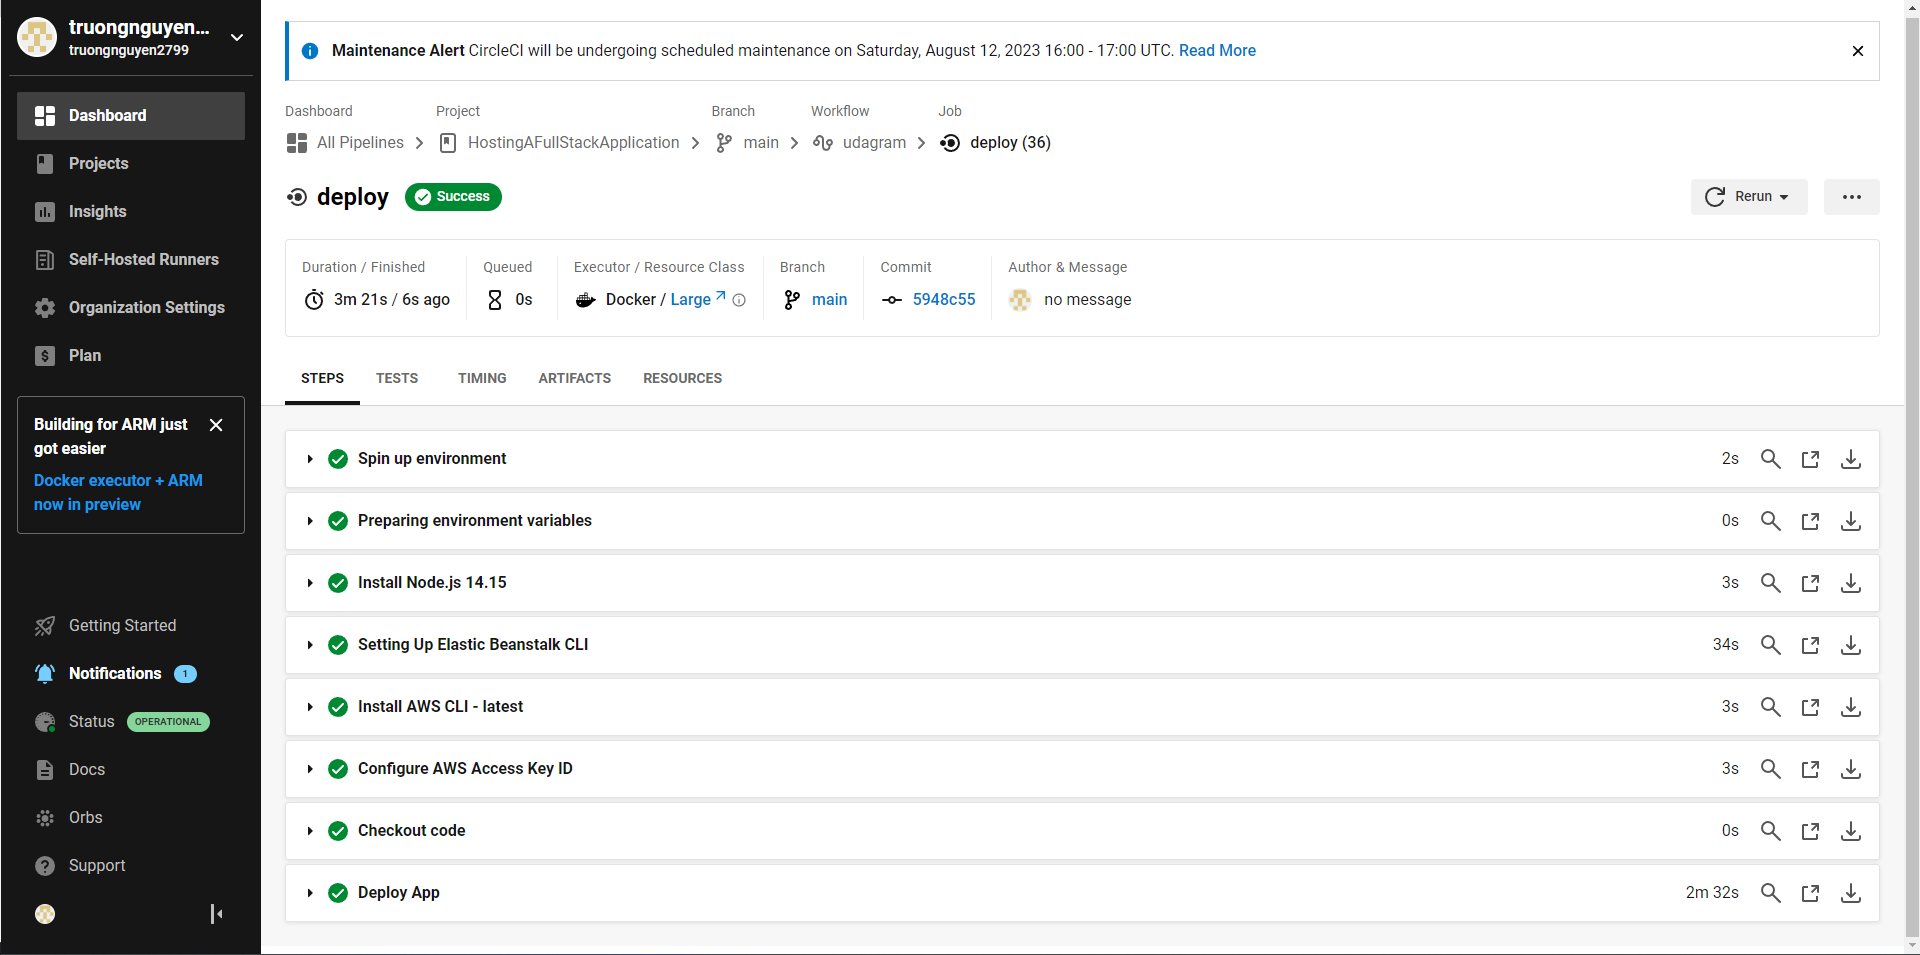 truongnguyen...
truongnguyen2799
Dashboard
Projects
Insights
Self-Hosted Runners
Organization Settings
Plan
Building for ARM just
got easier
Docker executor + ARM
now in preview
Getting Started
Notifications 1
Status OPERATIONAL
Docs
Orbs
Support
Maintenance Alert CircleCI will be undergoing scheduled maintenance on Saturday, August 12, 2023 16:00 - 17:00 UTC. Read More
Dashboard Project Branch Workflow Job
All Pipelines HostingAFullStackApplication main udagram deploy (36)
deploy Success Rerun
Duration / Finished Queued Executor / Resource Class Branch Commit Author & Message
3m 21s / 6s ago 0s Docker / Large main 5948c55 no message
STEPS TESTS TIMING ARTIFACTS RESOURCES
Spin up environment 2s
Preparing environment variables 0s
Install Node.js 14.15 3s
Setting Up Elastic Beanstalk CLI 34s
Install AWS CLI - latest 3s
Configure AWS Access Key ID 3s
Checkout code 0s
Deploy App 2m 32s